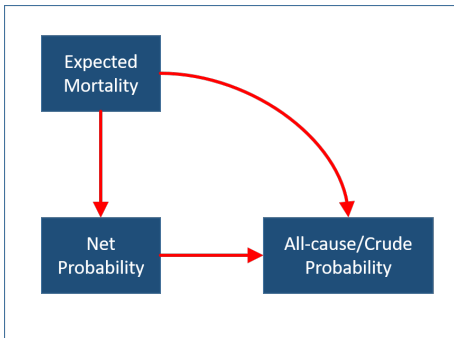 Expected
Mortality
Net
Probability
All-cause/Crude
Probability